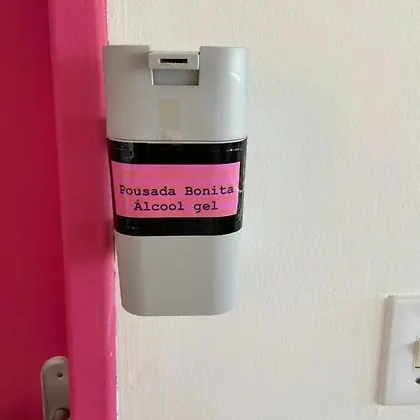 Pousada Bonita
Álcool gel